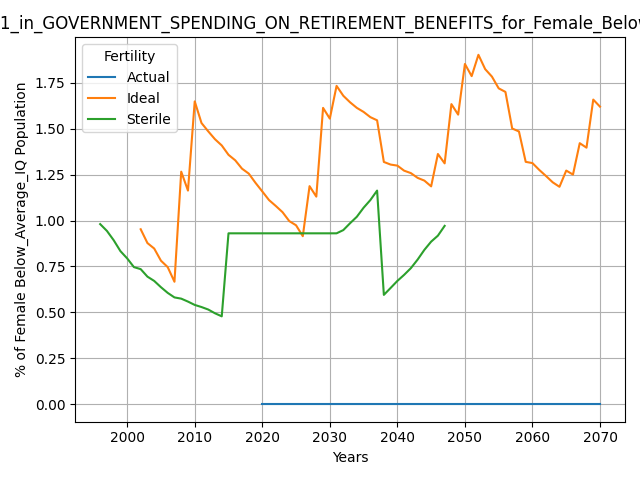 1_in_GOVERNMENT_SPENDING_ON_RETIREMENT_BENEFITS_for_Female_Below
Fertility
Actual
Ideal
Sterile
% of Female Below_Average_IQ Population
1.75
1.50
1.25
1.00
0.75
0.50
0.25
0.00
2000 2010 2020 2030 2040 2050 2060 2070
Years